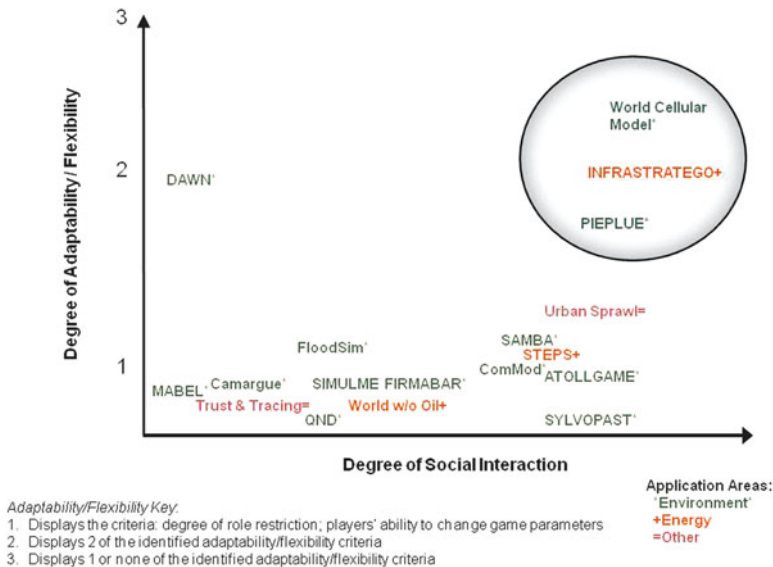 3
Degree of Adaptability/ Flexibility
World Cellular
Model*
2
INFRASTRATEGO+
DAWN*
PIEPLUE*
Urban Sprawl=
SAMBA*
FloodSim*
STEPS+
1
ComMod*
ATOLLGAME*
MABEL*
Camargue*
SIMULME FIRMABAR*
Trust & Tracing=
World w/o Oil+
QND*
SYLVOPAST*
Degree of Social Interaction
Application Areas:
*Environment*
+Energy
=Other
Adaptability/Flexibility Key:
1. Displays the criteria: degree of role restriction; players' ability to change game parameters
2. Displays 2 of the identified adaptability/flexibility criteria
3. Displays 1 or none of the identified adaptability/flexibility criteria